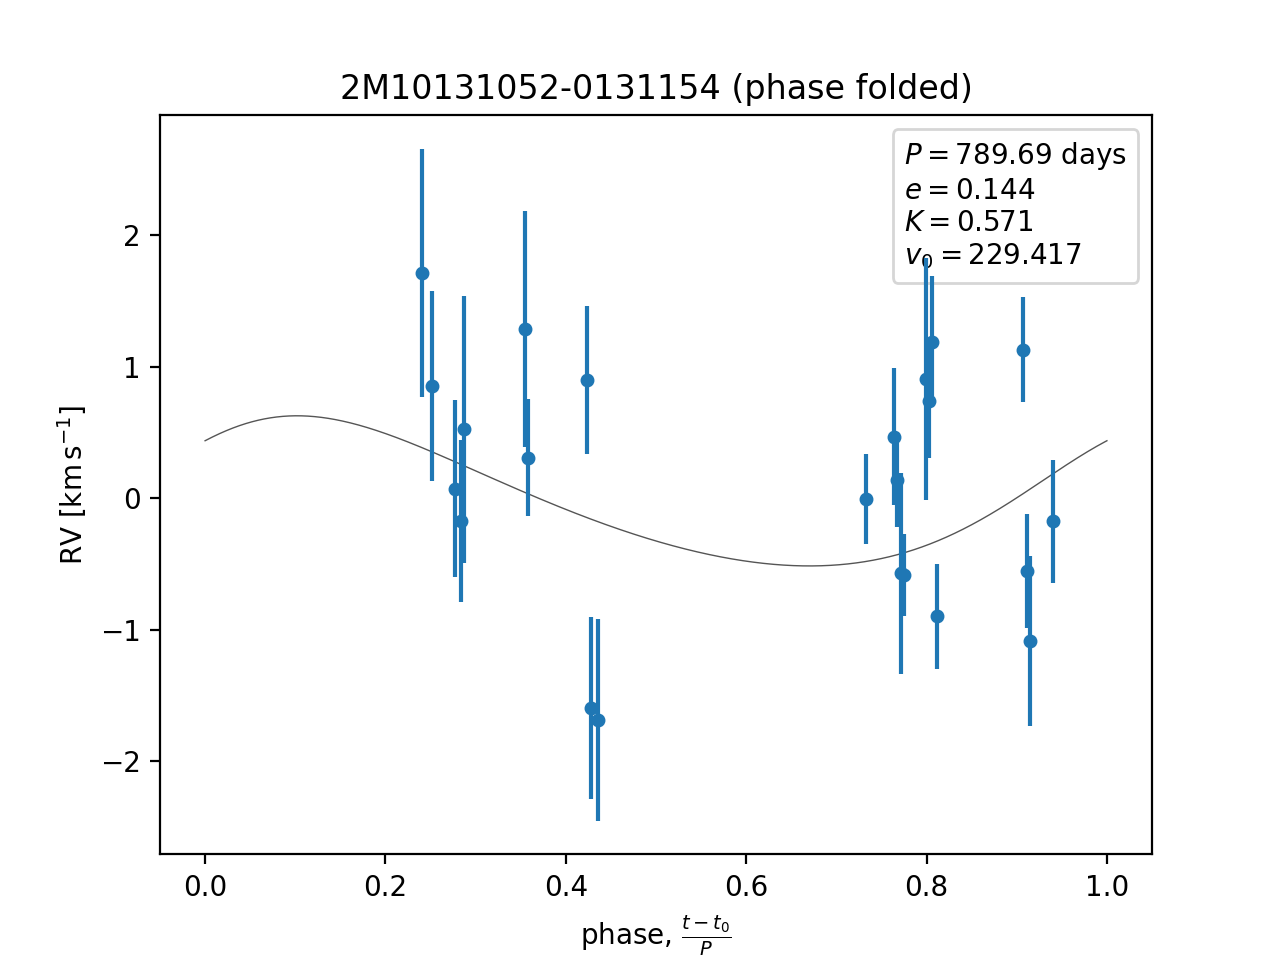 2M10131052-0131154 (phase folded)
P = 789.69 days
e = 0.144
K = 0.571
v₀ = 229.417
2
1
0
−1
−2
RV [km s⁻¹]
0.0 0.2 0.4 0.6 0.8 1.0
phase, (t − t₀)/P